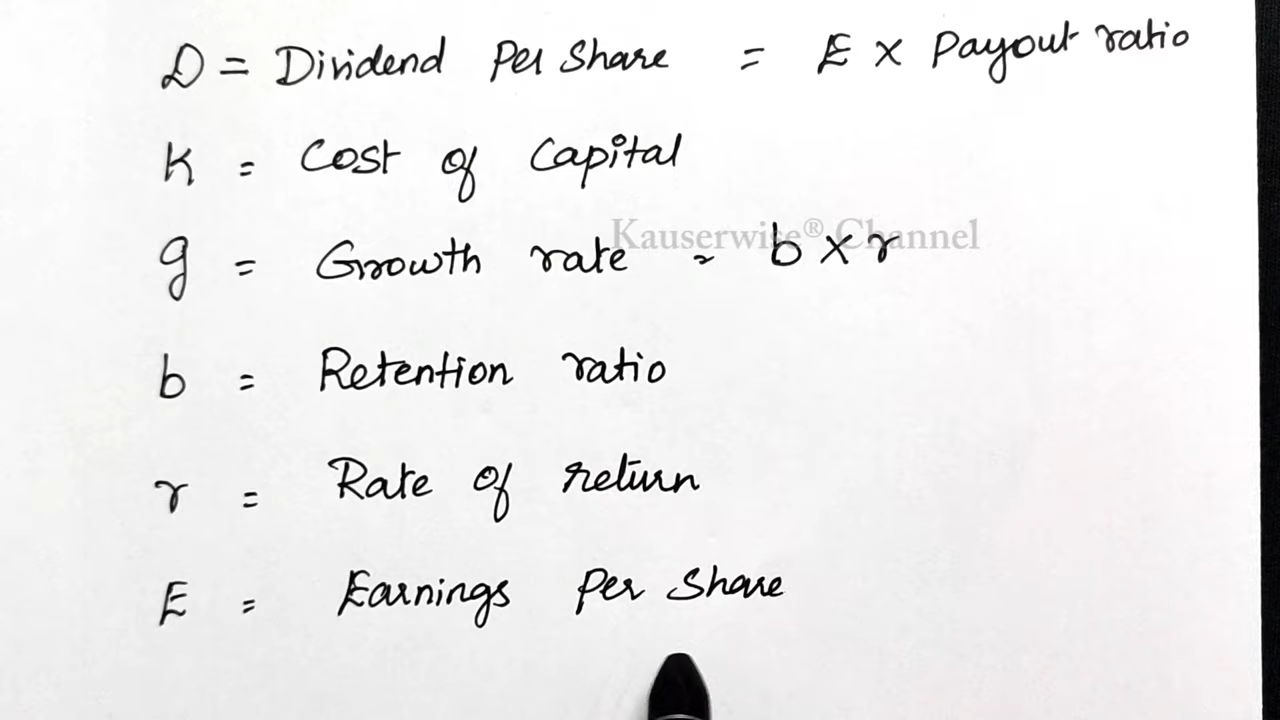 D = Dividend Per Share = E x Payout ratio
K = Cost of Capital
Kauserwise® Channel
g = Growth rate = b x r
b = Retention ratio
r = Rate of return
E = Earnings Per Share